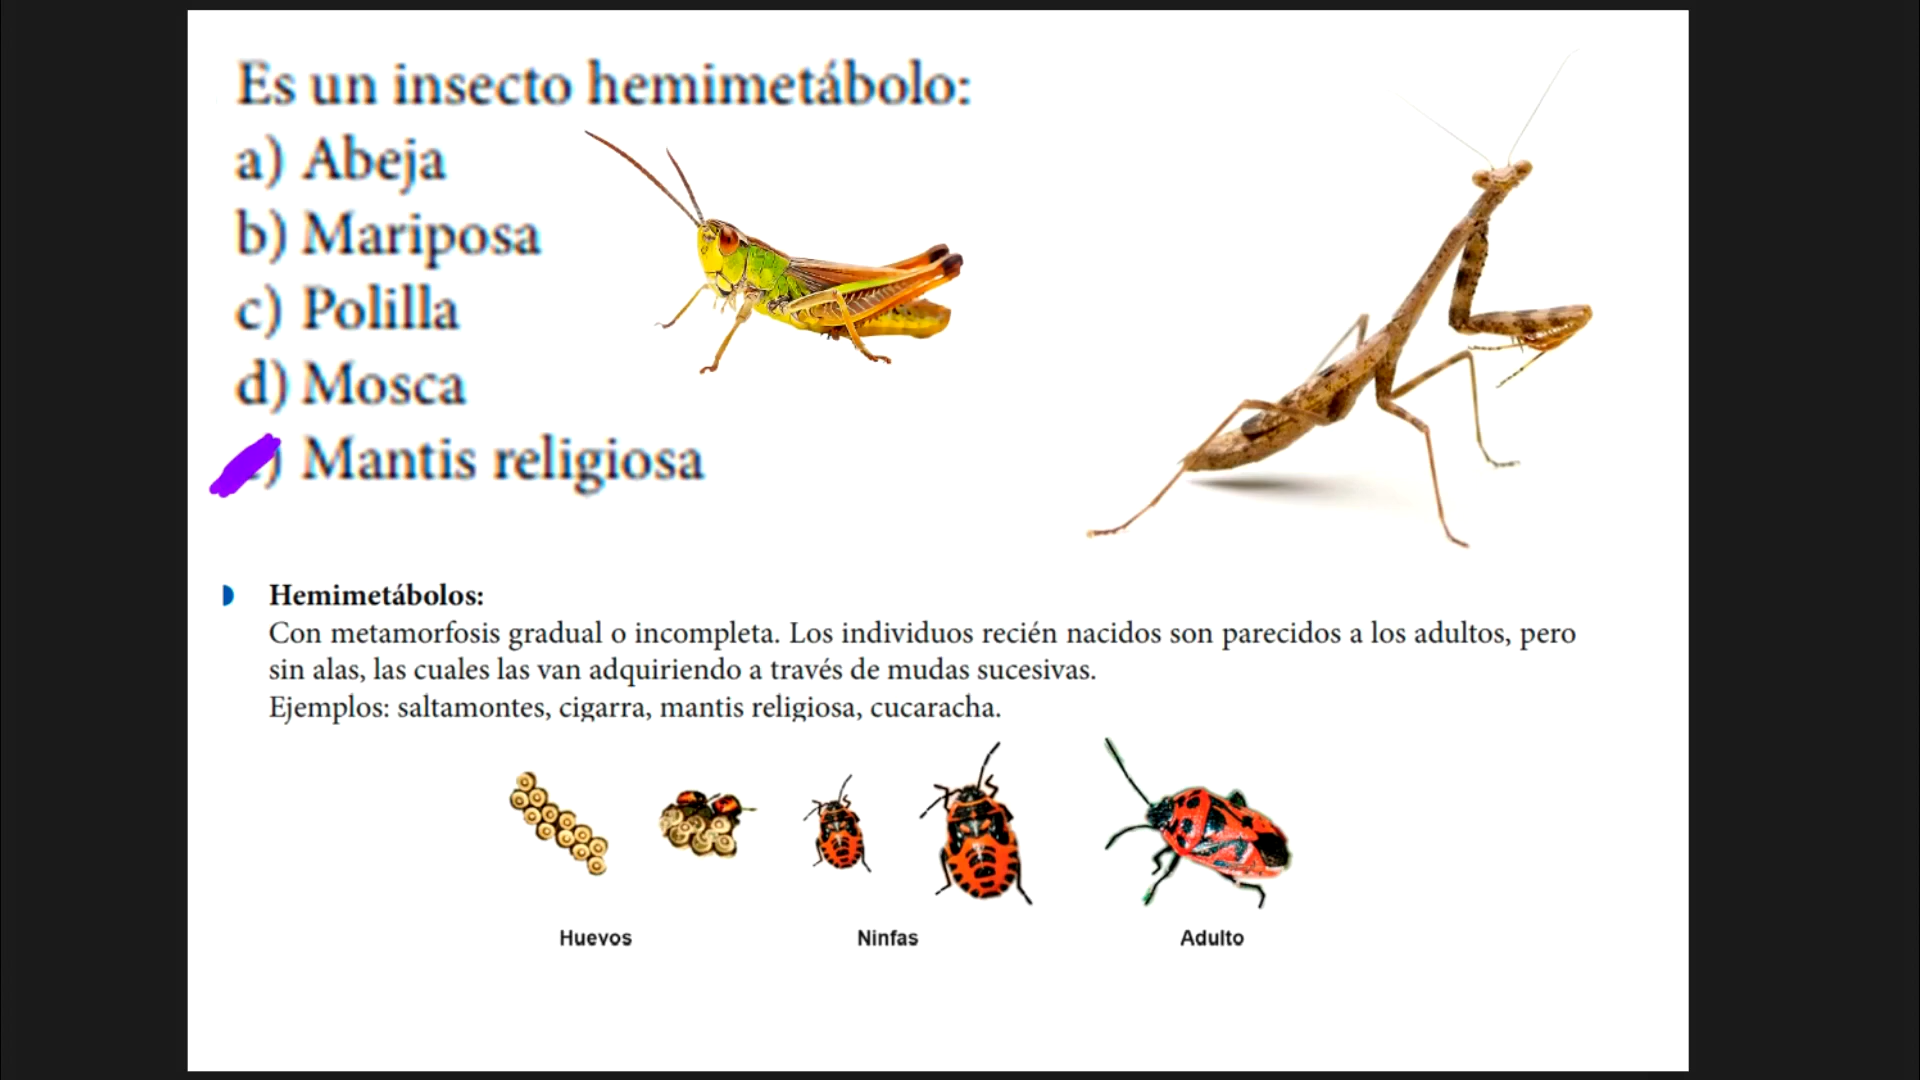 Es un insecto hemimetábolo:
a) Abeja
b) Mariposa
c) Polilla
d) Mosca
) Mantis religiosa
Hemimetábolos:
Con metamorfosis gradual o incompleta. Los individuos recién nacidos son parecidos a los adultos, pero
sin alas, las cuales las van adquiriendo a través de mudas sucesivas.
Ejemplos: saltamontes, cigarra, mantis religiosa, cucaracha.
Huevos Ninfas Adulto